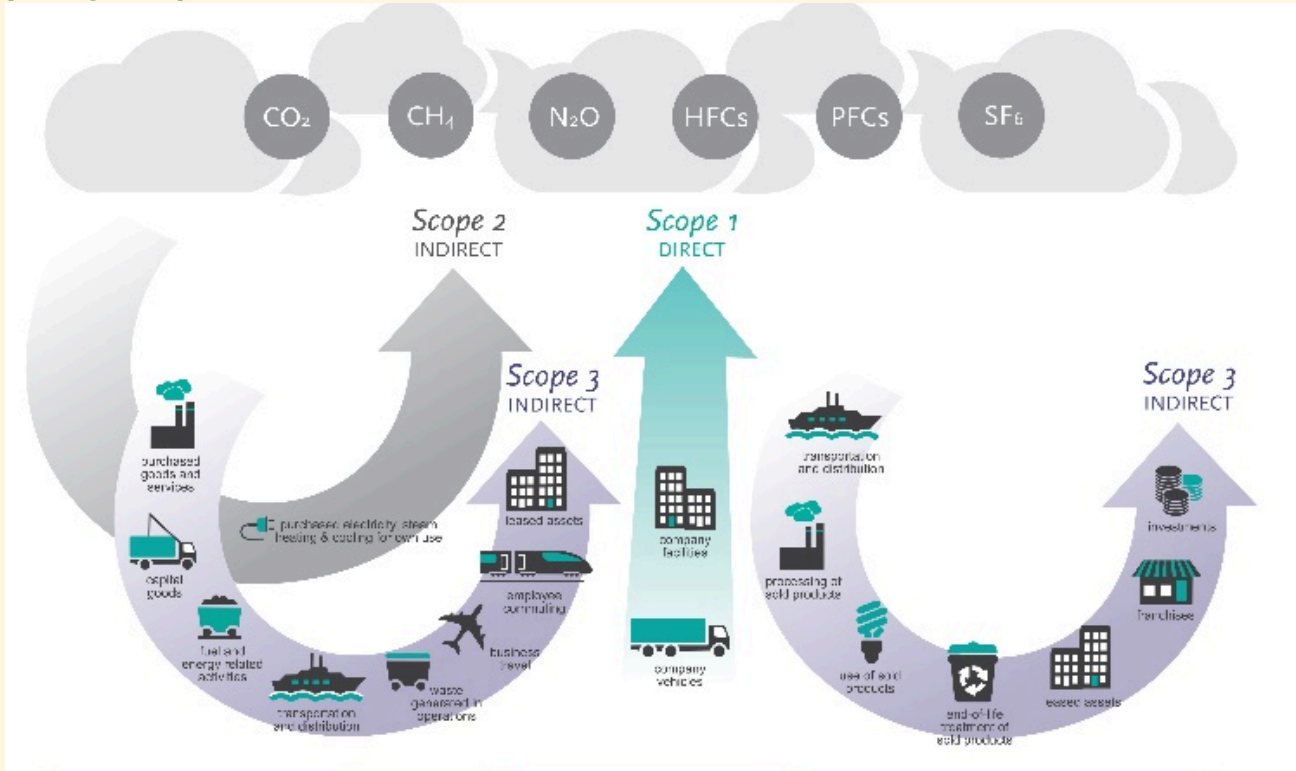 CO₂
CH₄
N₂O
HFCs
PFCs
SF₆
Scope 2
INDIRECT
Scope 1
DIRECT
Scope 3
INDIRECT
Scope 3
INDIRECT
purchased
goods and
services
capital
goods
fuel and
energy related
activities
transportation
and distribution
waste
generated in
operations
business
travel
employee
commuting
leased assets
purchased electricity, steam,
heating & cooling for own use
company
facilities
company
vehicles
transportation
and distribution
processing of
sold products
use of sold
products
end-of-life
treatment of
sold products
leased assets
franchises
investments